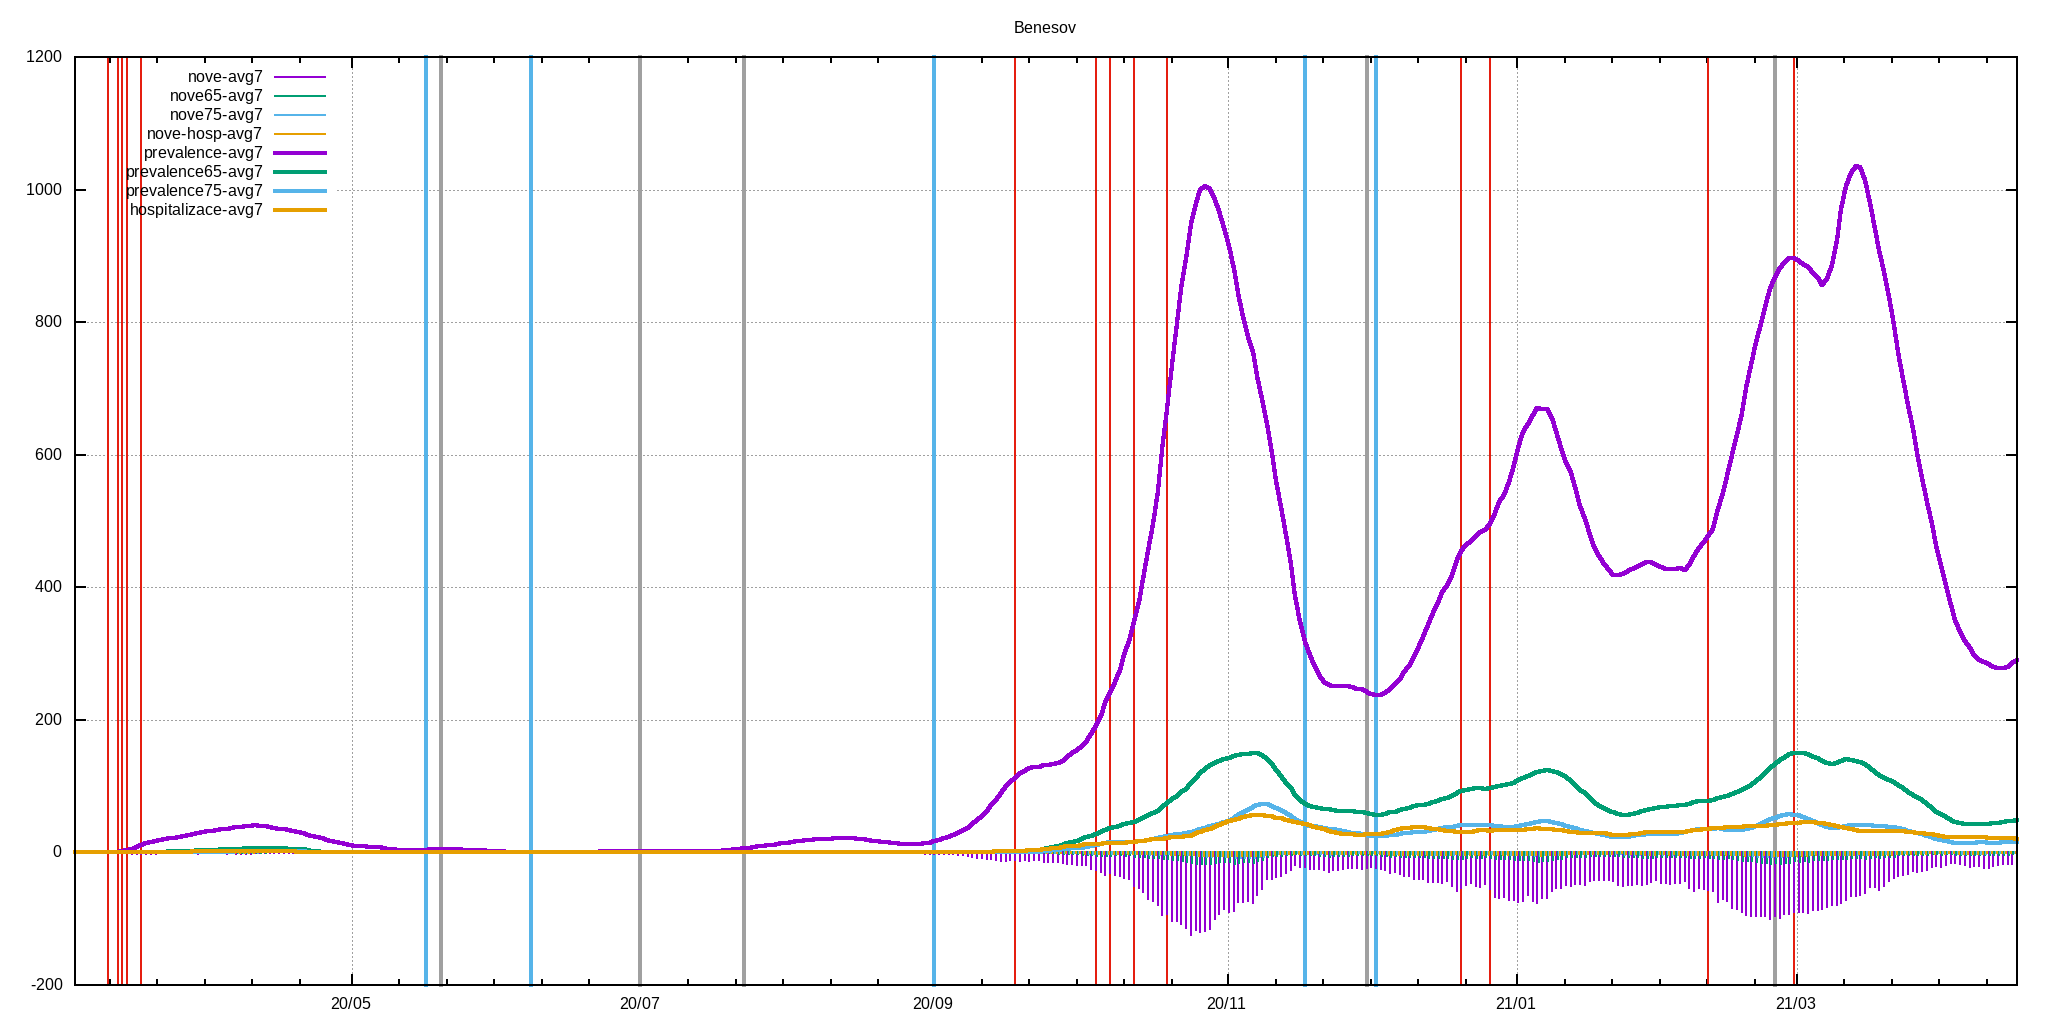 Benesov
1200
1000
800
600
400
200
0
-200
nove-avg7
nove65-avg7
nove75-avg7
nove-hosp-avg7
prevalence-avg7
prevalence65-avg7
prevalence75-avg7
hospitalizace-avg7
20/05 20/07 20/09 20/11 21/01 21/03